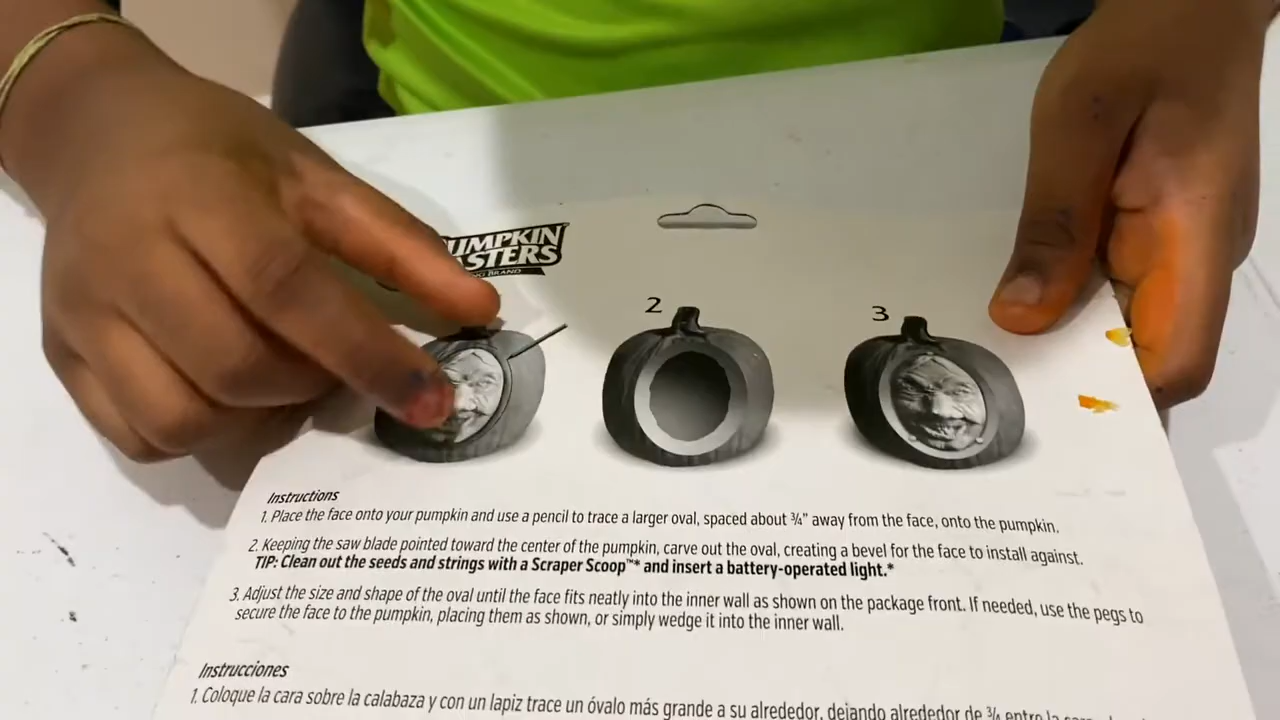 UMPKIN
STERS
BRAND
2
3
Instructions
1. Place the face onto your pumpkin and use a pencil to trace a larger oval, spaced about ¾" away from the face, onto the pumpkin.
2. Keeping the saw blade pointed toward the center of the pumpkin, carve out the oval, creating a bevel for the face to install against.
TIP: Clean out the seeds and strings with a Scraper Scoop™* and insert a battery-operated light.*
3. Adjust the size and shape of the oval until the face fits neatly into the inner wall as shown on the package front. If needed, use the pegs to
secure the face to the pumpkin, placing them as shown, or simply wedge it into the inner wall.
Instrucciones
1. Coloque la cara sobre la calabaza y con un lapiz trace un óvalo más grande a su alrededor, dejando alrededor de ¾ entre la